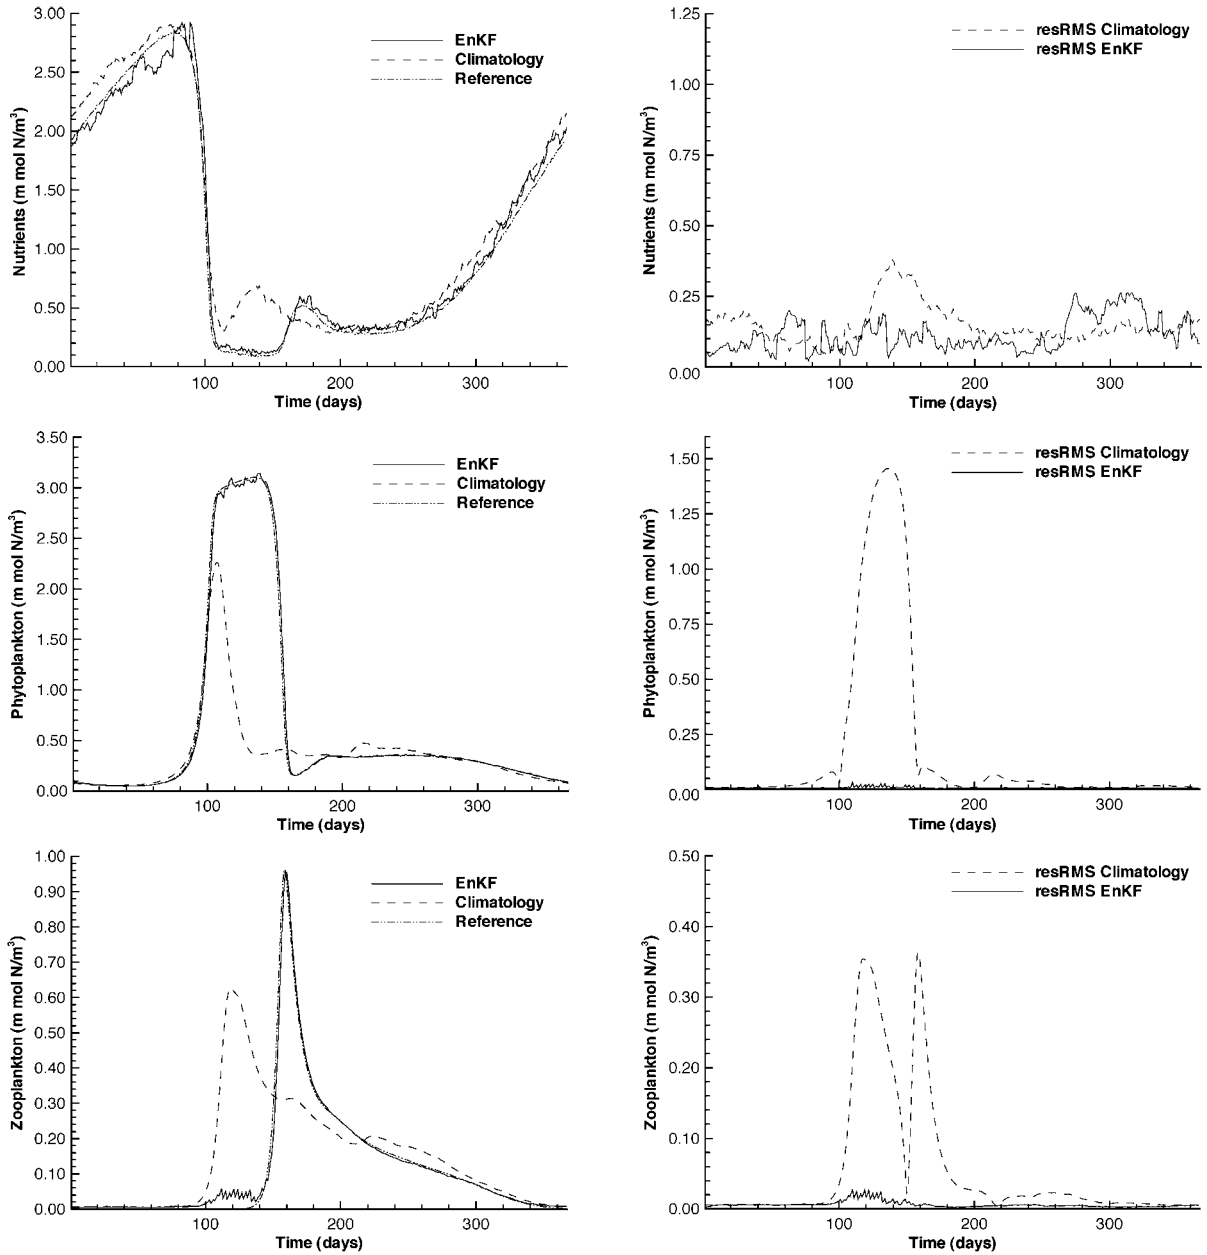 3.00
2.50
2.00
1.50
1.00
0.50
0.00
Nutrients (m mol N/m³)
EnKF
Climatology
Reference
100
200
300
Time (days)
1.25
1.00
0.75
0.50
0.25
0.00
Nutrients (m mol N/m³)
resRMS Climatology
resRMS EnKF
100
200
300
Time (days)
3.50
3.00
2.50
2.00
1.50
1.00
0.50
0.00
Phytoplankton (m mol N/m³)
EnKF
Climatology
Reference
100
200
300
Time (days)
1.50
1.25
1.00
0.75
0.50
0.25
0.00
Phytoplankton (m mol N/m³)
resRMS Climatology
resRMS EnKF
100
200
300
Time (days)
1.00
0.90
0.80
0.70
0.60
0.50
0.40
0.30
0.20
0.10
0.00
Zooplankton (m mol N/m³)
EnKF
Climatology
Reference
100
200
300
Time (days)
0.50
0.40
0.30
0.20
0.10
0.00
Zooplankton (m mol N/m³)
resRMS Climatology
resRMS EnKF
100
200
300
Time (days)